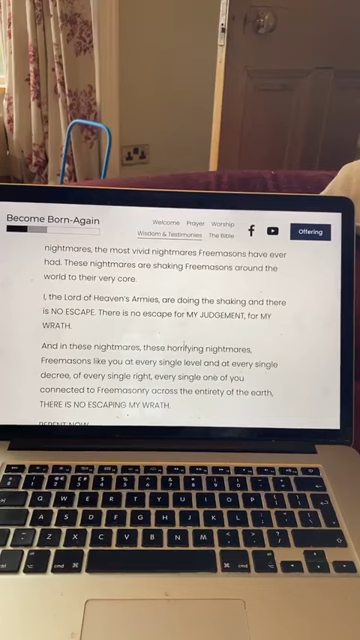 Become Born-Again
Welcome Prayer Worship
Wisdom & Testimonies The Bible
Offering
nightmares, the most vivid nightmares Freemasons have ever
had. These nightmares are shaking Freemasons around the
world to their very core.
I, the Lord of Heaven's Armies, are doing the shaking and there
is NO ESCAPE. There is no escape for MY JUDGEMENT, for MY
WRATH.
And in these nightmares, these horrifying nightmares,
Freemasons like you at every single level and at every single
decree, of every single right, every single one of you
connected to Freemasonry across the entirety of the earth,
THERE IS NO ESCAPING MY WRATH.
REPENT NOW
Q W E R T Y U I O P
A S D F G H J K L
Z X C V B N M
cmd cmd